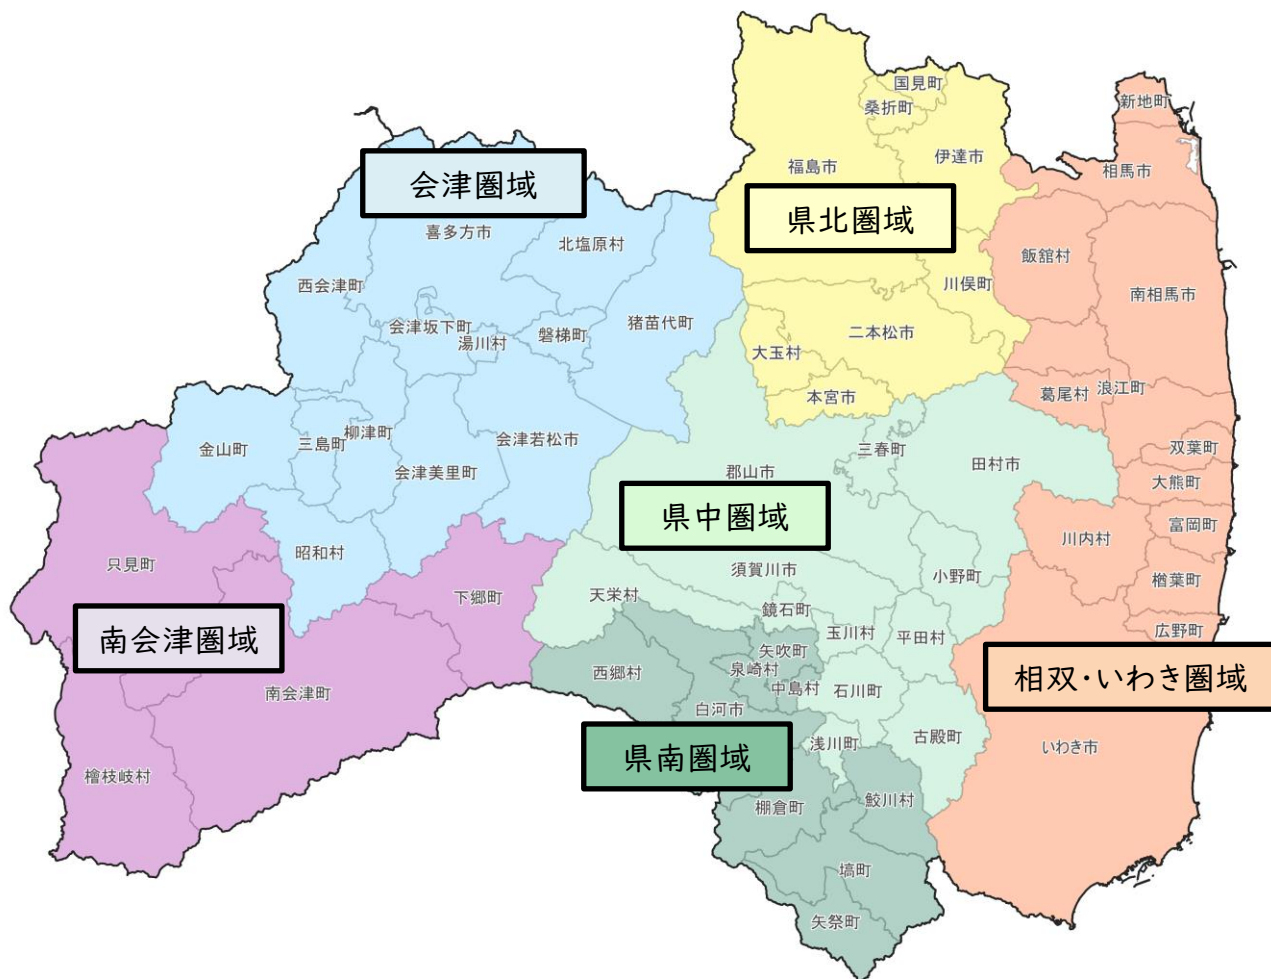 国見町
桑折町
新地町
福島市
伊達市
相馬市
会津圏域
県北圏域
喜多方市
北塩原村
飯舘村
西会津町
川俣町
南相馬市
会津坂下町
湯川村
磐梯町
猪苗代町
二本松市
大玉村
本宮市
葛尾村
浪江町
金山町
三島町
柳津町
会津若松市
会津美里町
三春町
双葉町
郡山市
田村市
大熊町
県中圏域
富岡町
川内村
昭和村
只見町
須賀川市
小野町
楢葉町
下郷町
天栄村
鏡石町
玉川村
平田村
広野町
南会津圏域
矢吹町
泉崎村
西郷村
中島村
石川町
相双・いわき圏域
南会津町
白河市
古殿町
いわき市
浅川町
県南圏域
檜枝岐村
棚倉町
鮫川村
塙町
矢祭町